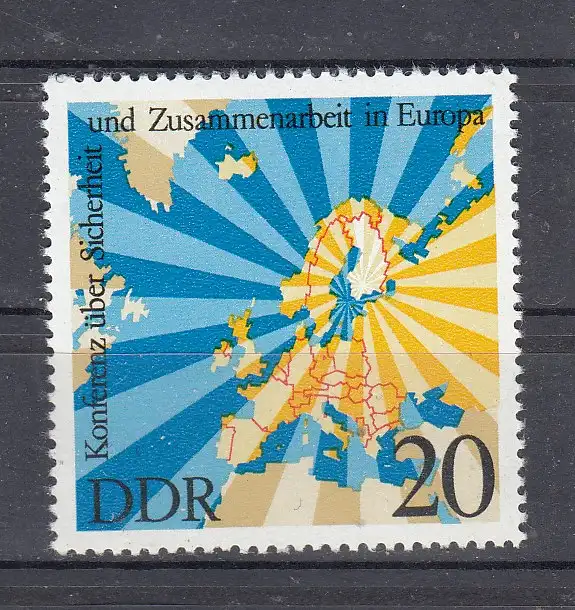 Konferenz über Sicherheit
und Zusammenarbeit in Europa
DDR
20